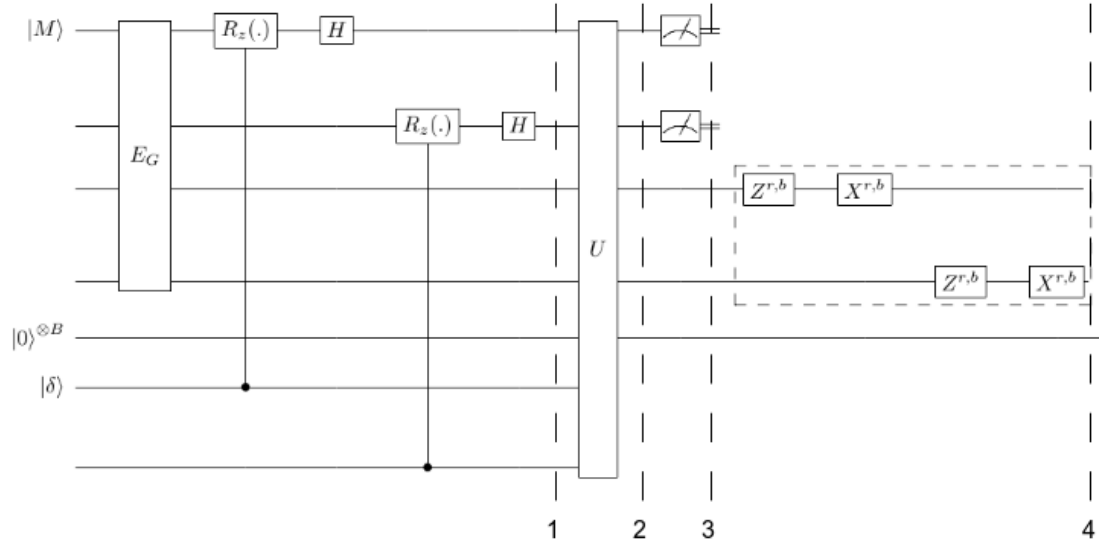 |M⟩ R_z(.) H
R_z(.) H
E_G
Z^{r,b} X^{r,b}
U
Z^{r,b} X^{r,b}
|0⟩^{⊗B}
|δ⟩
1 2 3 4